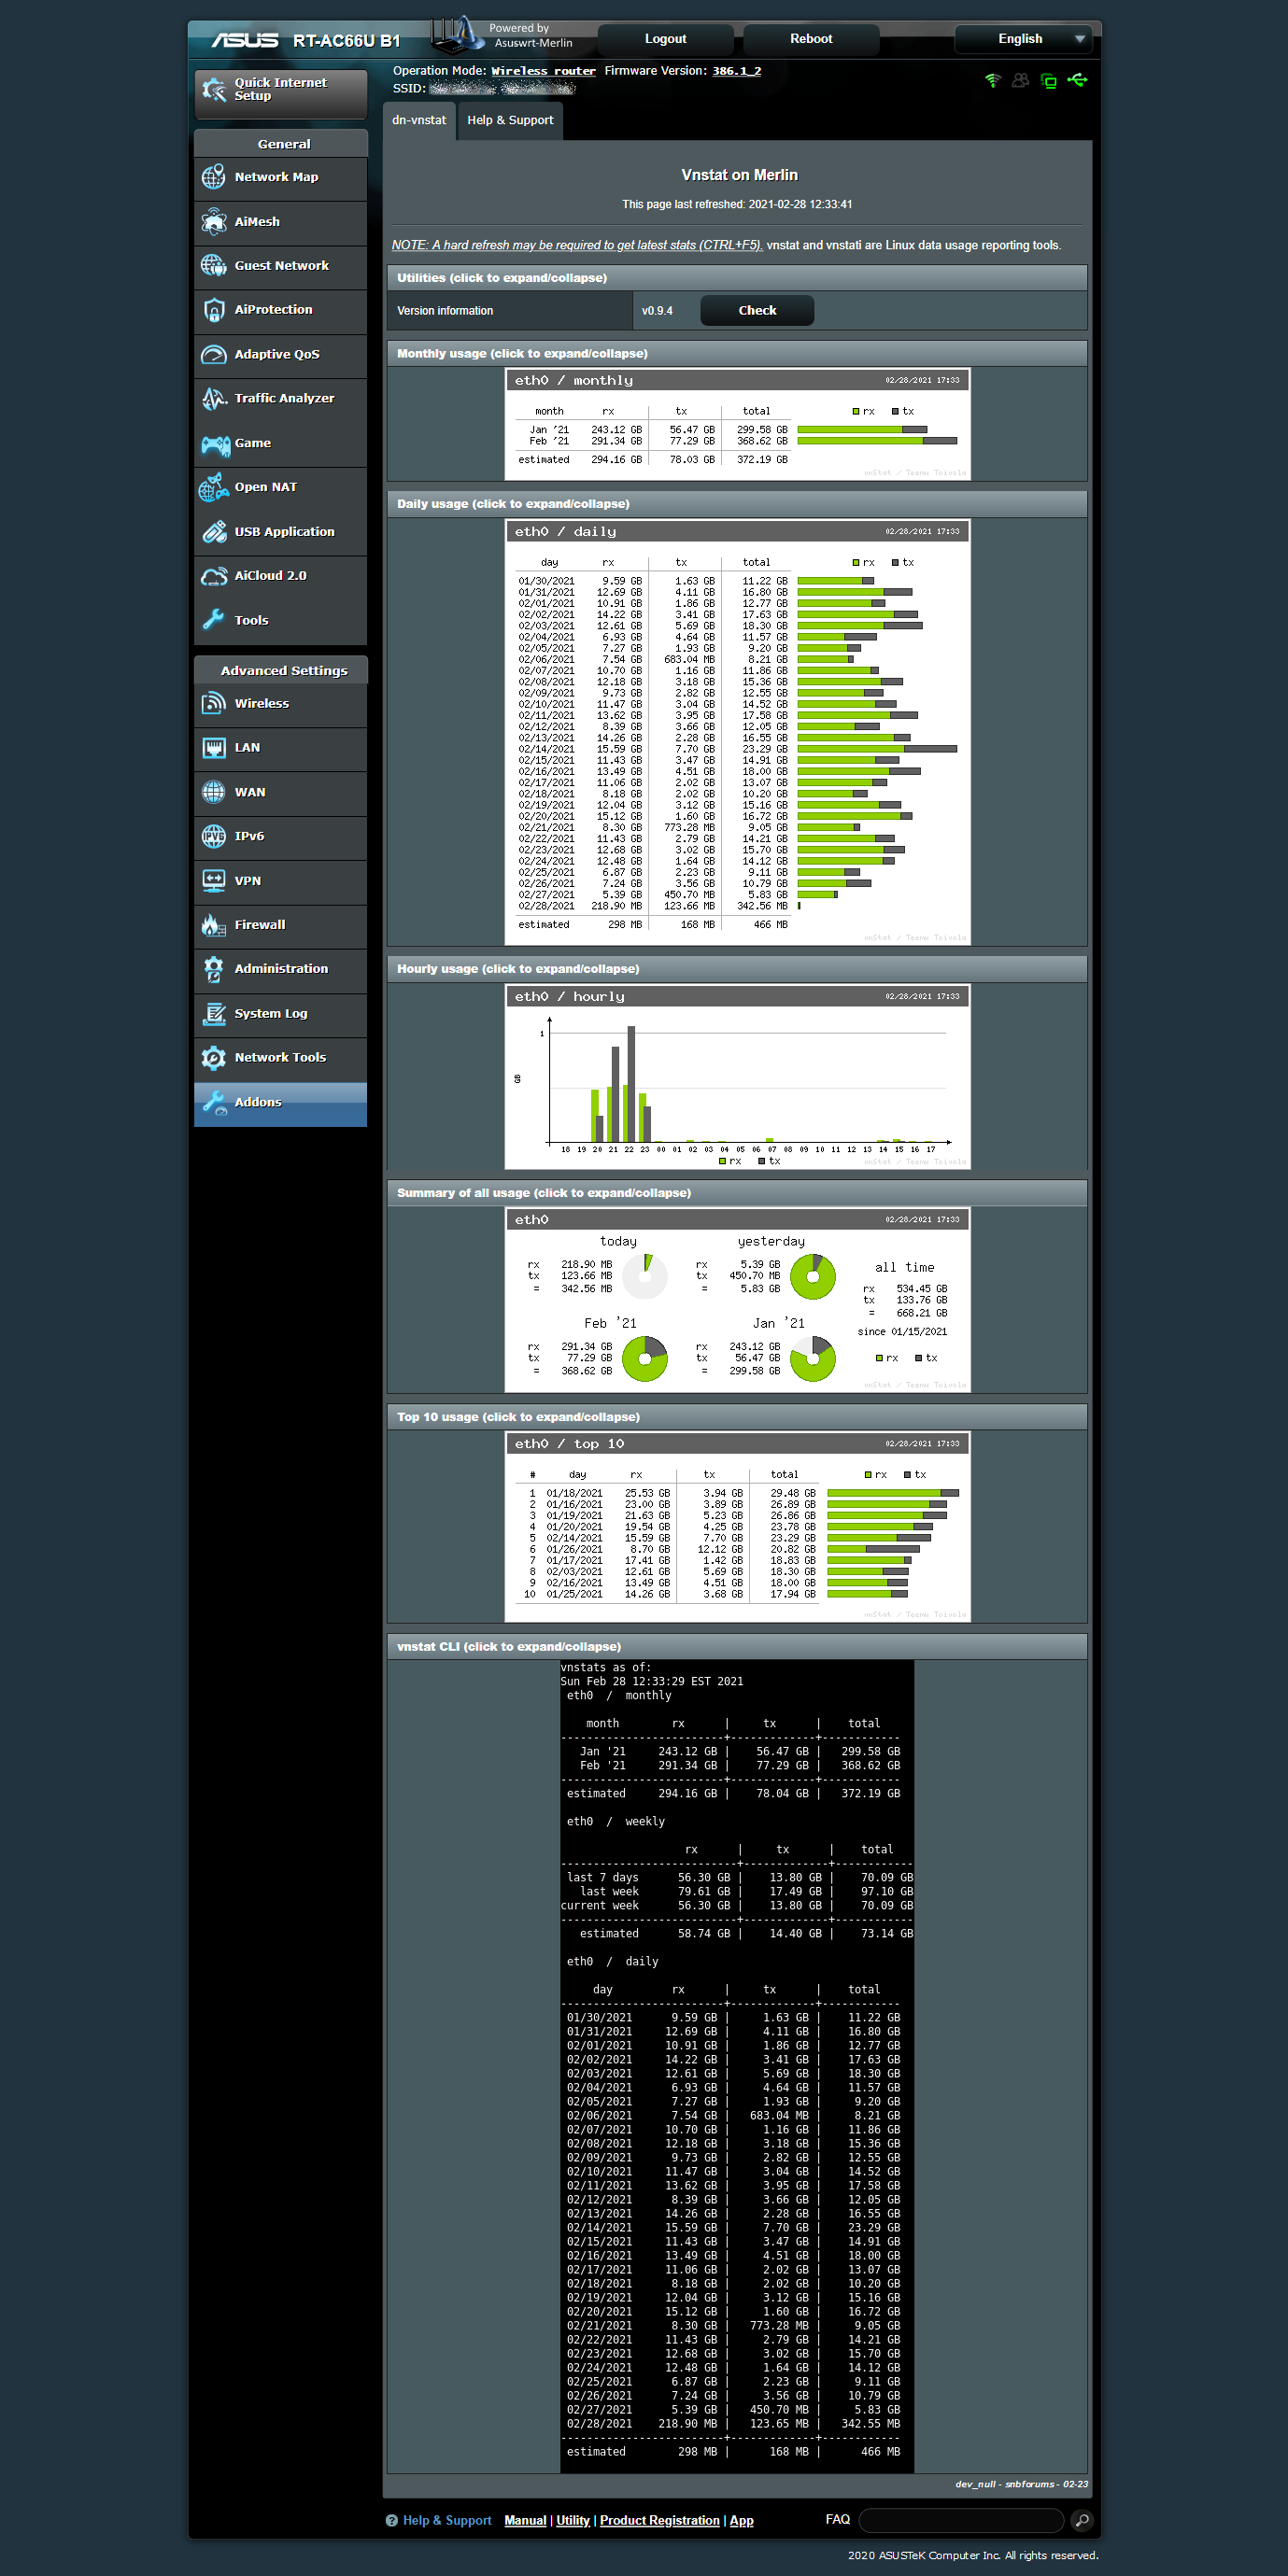 ASUS RT-AC66U B1 Powered by Asuswrt-Merlin Logout Reboot English
Quick Internet Setup
Operation Mode: Wireless router Firmware Version: 386.1_2
SSID:
General
Network Map
AiMesh
Guest Network
AiProtection
Adaptive QoS
Traffic Analyzer
Game
Open NAT
USB Application
AiCloud 2.0
Tools
Advanced Settings
Wireless
LAN
WAN
IPv6
VPN
Firewall
Administration
System Log
Network Tools
Addons
dn-vnstat Help & Support
Vnstat on Merlin
This page last refreshed: 2021-02-28 12:33:41
NOTE: A hard refresh may be required to get latest stats (CTRL+F5). vnstat and vnstati are Linux data usage reporting tools.
Utilities (click to expand/collapse)
Version information v0.9.4 Check
Monthly usage (click to expand/collapse)
eth0 / monthly 02/28/2021 17:33
month rx tx total rx tx
Jan '21 243.12 GB 56.47 GB 299.58 GB
Feb '21 291.34 GB 77.29 GB 368.62 GB
estimated 294.16 GB 78.03 GB 372.19 GB
vnStat / Teemu Toivola
Daily usage (click to expand/collapse)
eth0 / daily 02/28/2021 17:33
day rx tx total rx tx
01/30/2021 9.59 GB 1.63 GB 11.22 GB
01/31/2021 12.69 GB 4.11 GB 16.80 GB
02/01/2021 10.91 GB 1.86 GB 12.77 GB
02/02/2021 14.22 GB 3.41 GB 17.63 GB
02/03/2021 12.61 GB 5.69 GB 18.30 GB
02/04/2021 6.93 GB 4.64 GB 11.57 GB
02/05/2021 7.27 GB 1.93 GB 9.20 GB
02/06/2021 7.54 GB 683.04 MB 8.21 GB
02/07/2021 10.70 GB 1.16 GB 11.86 GB
02/08/2021 12.18 GB 3.18 GB 15.36 GB
02/09/2021 9.73 GB 2.82 GB 12.55 GB
02/10/2021 11.47 GB 3.04 GB 14.52 GB
02/11/2021 13.62 GB 3.95 GB 17.58 GB
02/12/2021 8.39 GB 3.66 GB 12.05 GB
02/13/2021 14.26 GB 2.28 GB 16.55 GB
02/14/2021 15.59 GB 7.70 GB 23.29 GB
02/15/2021 11.43 GB 3.47 GB 14.91 GB
02/16/2021 13.49 GB 4.51 GB 18.00 GB
02/17/2021 11.06 GB 2.02 GB 13.07 GB
02/18/2021 8.18 GB 2.02 GB 10.20 GB
02/19/2021 12.04 GB 3.12 GB 15.16 GB
02/20/2021 15.12 GB 1.60 GB 16.72 GB
02/21/2021 8.30 GB 773.28 MB 9.05 GB
02/22/2021 11.43 GB 2.79 GB 14.21 GB
02/23/2021 12.68 GB 3.02 GB 15.70 GB
02/24/2021 12.48 GB 1.64 GB 14.12 GB
02/25/2021 6.87 GB 2.23 GB 9.11 GB
02/26/2021 7.24 GB 3.56 GB 10.79 GB
02/27/2021 5.39 GB 450.70 MB 5.83 GB
02/28/2021 218.90 MB 123.66 MB 342.56 MB
estimated 298 MB 168 MB 466 MB
vnStat / Teemu Toivola
Hourly usage (click to expand/collapse)
eth0 / hourly 02/28/2021 17:33
1
GB
18 19 20 21 22 23 00 01 02 03 04 05 06 07 08 09 10 11 12 13 14 15 16 17
rx tx
vnStat / Teemu Toivola
Summary of all usage (click to expand/collapse)
eth0 02/28/2021 17:33
today yesterday
all time
rx 218.90 MB rx 5.39 GB
tx 123.66 MB tx 450.70 MB
= 342.56 MB = 5.83 GB
rx 534.45 GB
tx 133.76 GB
= 668.21 GB
since 01/15/2021
Feb '21 Jan '21
rx 291.34 GB rx 243.12 GB
tx 77.29 GB tx 56.47 GB
= 368.62 GB = 299.58 GB
rx tx
vnStat / Teemu Toivola
Top 10 usage (click to expand/collapse)
eth0 / top 10 02/28/2021 17:33
# day rx tx total rx tx
1 01/18/2021 25.53 GB 3.94 GB 29.48 GB
2 01/16/2021 23.00 GB 3.89 GB 26.89 GB
3 01/19/2021 21.63 GB 5.23 GB 26.86 GB
4 01/20/2021 19.54 GB 4.25 GB 23.78 GB
5 02/14/2021 15.59 GB 7.70 GB 23.29 GB
6 01/26/2021 8.70 GB 12.12 GB 20.82 GB
7 01/17/2021 17.41 GB 1.42 GB 18.83 GB
8 02/03/2021 12.61 GB 5.69 GB 18.30 GB
9 02/16/2021 13.49 GB 4.51 GB 18.00 GB
10 01/25/2021 14.26 GB 3.68 GB 17.94 GB
vnStat / Teemu Toivola
vnstat CLI (click to expand/collapse)
vnstats as of:
Sun Feb 28 12:33:29 EST 2021
eth0 / monthly
month rx | tx | total
-------------------------+-------------+------------
Jan '21 243.12 GB | 56.47 GB | 299.58 GB
Feb '21 291.34 GB | 77.29 GB | 368.62 GB
-------------------------+-------------+------------
estimated 294.16 GB | 78.04 GB | 372.19 GB
eth0 / weekly
rx | tx | total
---------------------------+-------------+------------
last 7 days 56.30 GB | 13.80 GB | 70.09 GB
last week 79.61 GB | 17.49 GB | 97.10 GB
current week 56.30 GB | 13.80 GB | 70.09 GB
---------------------------+-------------+------------
estimated 58.74 GB | 14.40 GB | 73.14 GB
eth0 / daily
day rx | tx | total
-------------------------+-------------+------------
01/30/2021 9.59 GB | 1.63 GB | 11.22 GB
01/31/2021 12.69 GB | 4.11 GB | 16.80 GB
02/01/2021 10.91 GB | 1.86 GB | 12.77 GB
02/02/2021 14.22 GB | 3.41 GB | 17.63 GB
02/03/2021 12.61 GB | 5.69 GB | 18.30 GB
02/04/2021 6.93 GB | 4.64 GB | 11.57 GB
02/05/2021 7.27 GB | 1.93 GB | 9.20 GB
02/06/2021 7.54 GB | 683.04 MB | 8.21 GB
02/07/2021 10.70 GB | 1.16 GB | 11.86 GB
02/08/2021 12.18 GB | 3.18 GB | 15.36 GB
02/09/2021 9.73 GB | 2.82 GB | 12.55 GB
02/10/2021 11.47 GB | 3.04 GB | 14.52 GB
02/11/2021 13.62 GB | 3.95 GB | 17.58 GB
02/12/2021 8.39 GB | 3.66 GB | 12.05 GB
02/13/2021 14.26 GB | 2.28 GB | 16.55 GB
02/14/2021 15.59 GB | 7.70 GB | 23.29 GB
02/15/2021 11.43 GB | 3.47 GB | 14.91 GB
02/16/2021 13.49 GB | 4.51 GB | 18.00 GB
02/17/2021 11.06 GB | 2.02 GB | 13.07 GB
02/18/2021 8.18 GB | 2.02 GB | 10.20 GB
02/19/2021 12.04 GB | 3.12 GB | 15.16 GB
02/20/2021 15.12 GB | 1.60 GB | 16.72 GB
02/21/2021 8.30 GB | 773.28 MB | 9.05 GB
02/22/2021 11.43 GB | 2.79 GB | 14.21 GB
02/23/2021 12.68 GB | 3.02 GB | 15.70 GB
02/24/2021 12.48 GB | 1.64 GB | 14.12 GB
02/25/2021 6.87 GB | 2.23 GB | 9.11 GB
02/26/2021 7.24 GB | 3.56 GB | 10.79 GB
02/27/2021 5.39 GB | 450.70 MB | 5.83 GB
02/28/2021 218.90 MB | 123.65 MB | 342.55 MB
-------------------------+-------------+------------
estimated 298 MB | 168 MB | 466 MB
dev_null - snbforums - 02-23
Help & Support Manual | Utility | Product Registration | App FAQ
2020 ASUSTeK Computer Inc. All rights reserved.